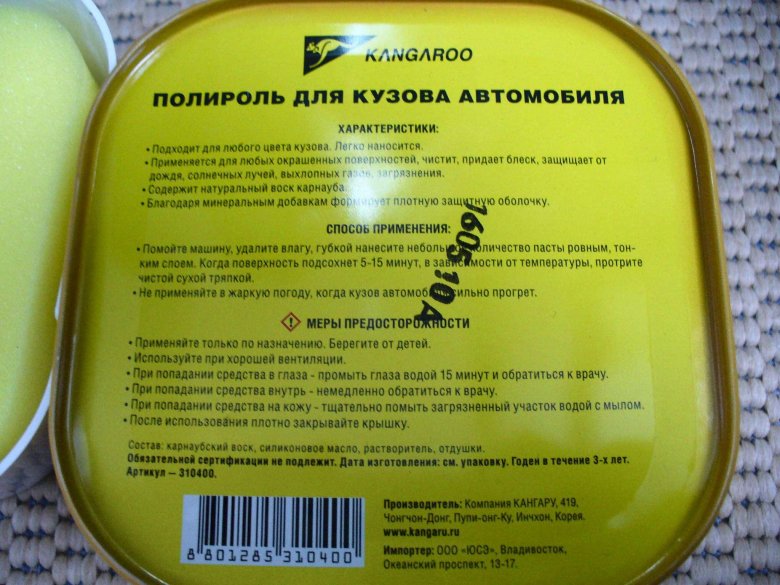 KANGAROO
ПОЛИРОЛЬ ДЛЯ КУЗОВА АВТОМОБИЛЯ
ХАРАКТЕРИСТИКИ:
• Подходит для любого цвета кузова. Легко наносится.
• Применяется для любых окрашенных поверхностей, чистит, придает блеск, защищает от
дождя, солнечных лучей, выхлопных газов, загрязнения.
• Содержит натуральный воск карнауба.
• Благодаря минеральным добавкам формирует плотную защитную оболочку.
СПОСОБ ПРИМЕНЕНИЯ:
• Помойте машину, удалите влагу, губкой нанесите небольшое количество пасты ровным, тон-
ким слоем. Когда поверхность подсохнет 5-15 минут, в зависимости от температуры, протрите
чистой сухой тряпкой.
• Не применяйте в жаркую погоду, когда кузов автомобиля сильно прогрет.
160510A
МЕРЫ ПРЕДОСТОРОЖНОСТИ
• Применяйте только по назначению. Берегите от детей.
• Используйте при хорошей вентиляции.
• При попадании средства в глаза - промыть глаза водой 15 минут и обратиться к врачу.
• При попадании средства внутрь - немедленно обратиться к врачу.
• При попадании средства на кожу - тщательно помыть загрязненный участок водой с мылом.
• После использования плотно закрывайте крышку.
Состав: карнаубский воск, силиконовое масло, растворитель, отдушки.
Обязательной сертификации не подлежит. Дата изготовления: см. упаковку. Годен в течение 3-х лет.
Артикул — 310400.
8 801285 310400
Производитель: Компания КАНГАРУ, 419,
Чонгчон-Донг, Пупи-онг-Ку, Инчхон, Корея.
www.kangaru.ru
Импортер: ООО «ЮСЭ», Владивосток,
Океанский проспект, 13-17.